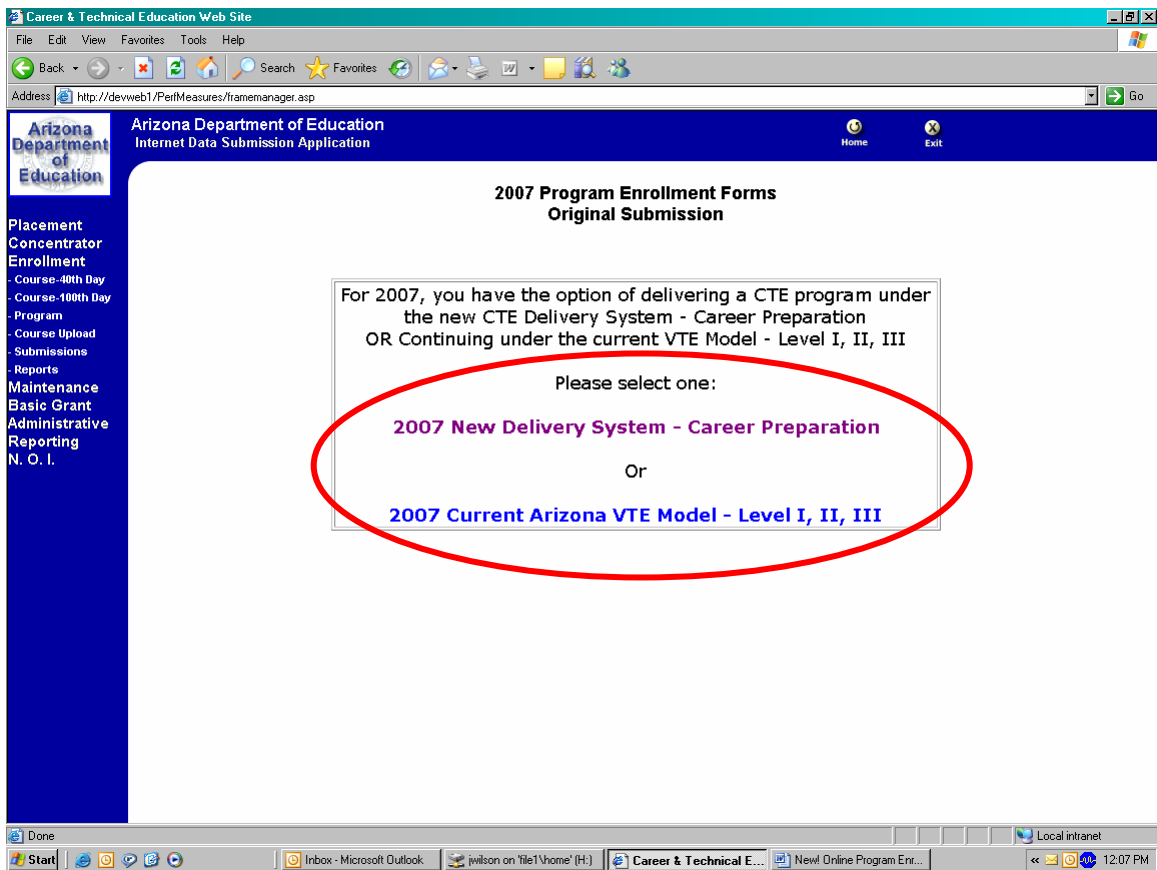 Career & Technical Education Web Site
File Edit View Favorites Tools Help
Back Search Favorites
Address http://devweb1/PerfMeasures/framemanager.asp Go
Arizona
Department
of
Education
Arizona Department of Education
Internet Data Submission Application
Home Exit
Placement
Concentrator
Enrollment
- Course-40th Day
- Course-100th Day
- Program
- Course Upload
- Submissions
- Reports
Maintenance
Basic Grant
Administrative
Reporting
N. O. I.
2007 Program Enrollment Forms
Original Submission
For 2007, you have the option of delivering a CTE program under
the new CTE Delivery System - Career Preparation
OR Continuing under the current VTE Model - Level I, II, III
Please select one:
2007 New Delivery System - Career Preparation
Or
2007 Current Arizona VTE Model - Level I, II, III
Done Local intranet
Start Inbox - Microsoft Outlook jwilson on 'file1\home' (H:) Career & Technical E... New! Online Program Enr... 12:07 PM